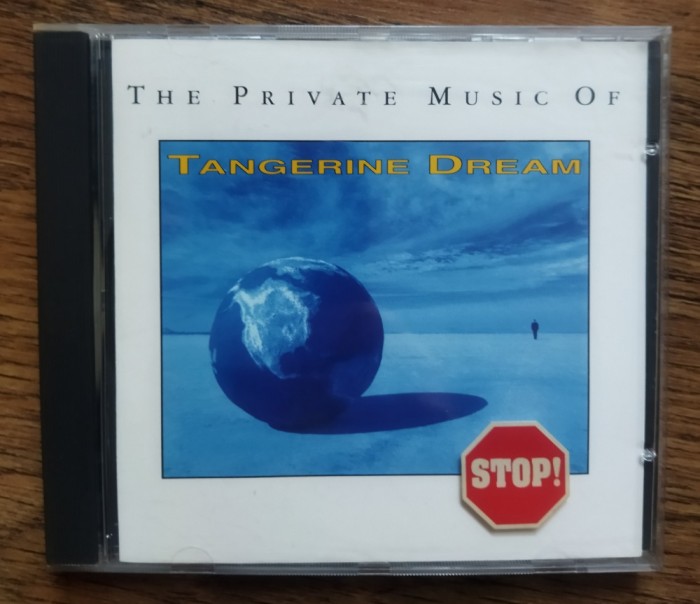 THE PRIVATE MUSIC OF
TANGERINE DREAM
STOP!